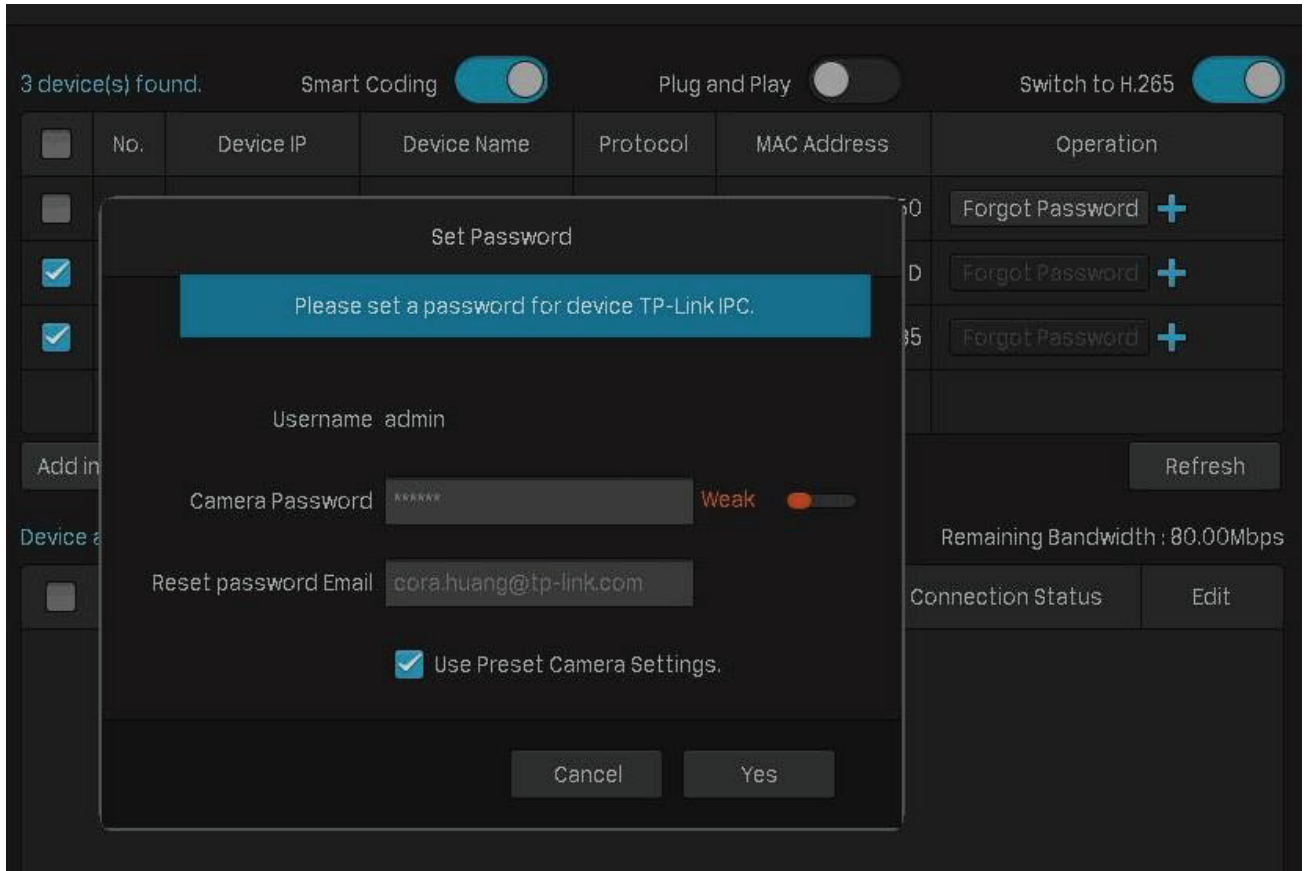 3 device(s) found. Smart Coding Plug and Play Switch to H.265
No. Device IP Device Name Protocol MAC Address Operation
50 Forgot Password
Set Password
D Forgot Password
Please set a password for device TP-Link IPC.
35 Forgot Password
Username admin
Add in Refresh
Camera Password ****** Weak
Device a Remaining Bandwidth : 80.00Mbps
Reset password Email cora.huang@tp-link.com
Connection Status Edit
Use Preset Camera Settings.
Cancel Yes